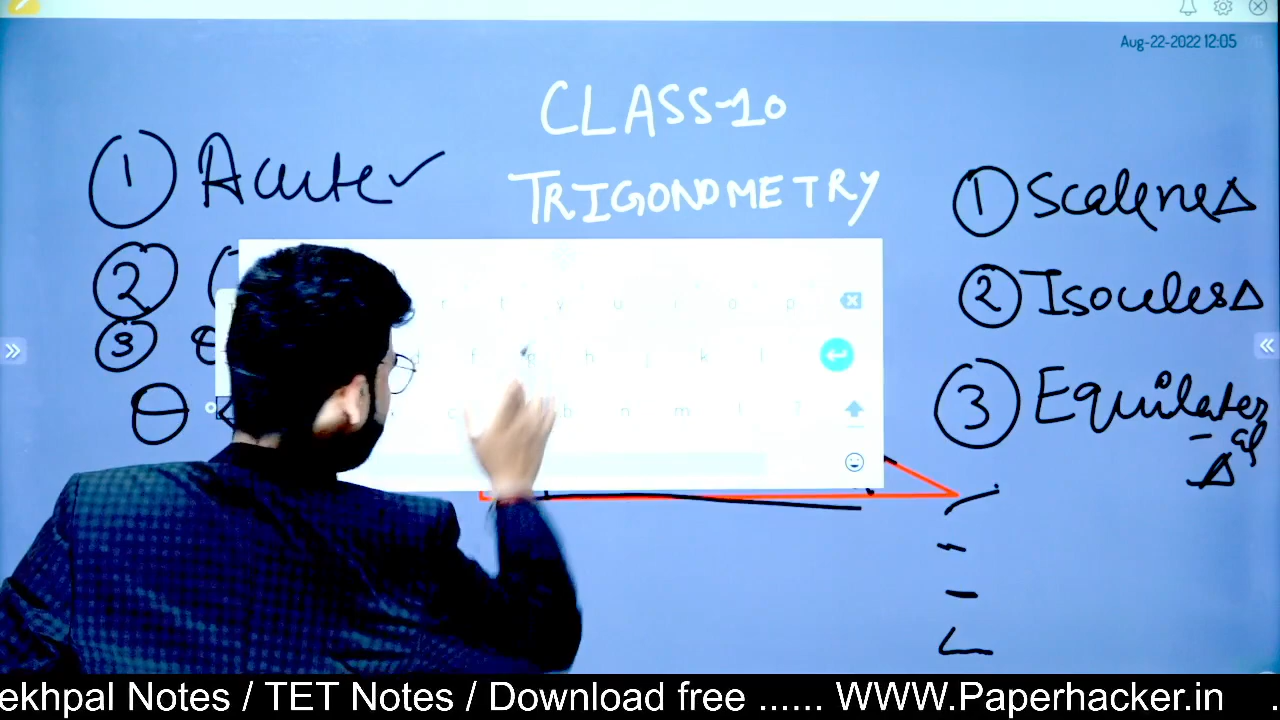 Aug-22-2022 12:05
CLASS-10
TRIGONOMETRY
① Acute ✓
②
③ θ
θ
① Scalene Δ
② Isoceles Δ
③ Equilater
al
Δ
r t y u i o p
f g h j k l
c b n m ! ?
ekhpal Notes / TET Notes / Download free ...... WWW.Paperhacker.in